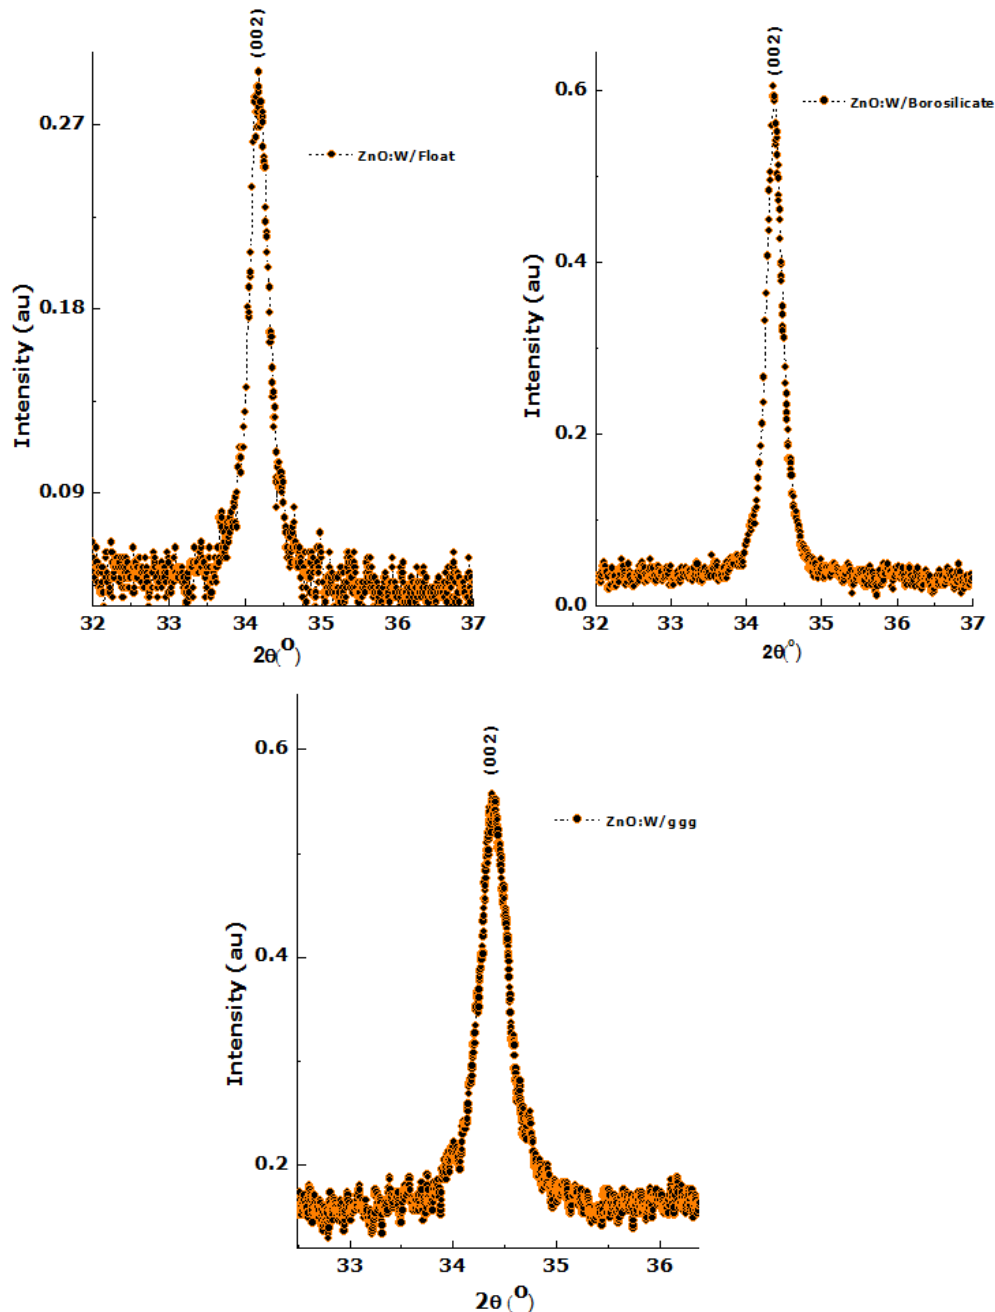 (002)
ZnO:W/Float
0.27
0.18
0.09
Intensity (au)
32 33 34 35 36 37
2θ(O)
(002)
ZnO:W/Borosilicate
0.6
0.4
0.2
0.0
Intensity (au)
32 33 34 35 36 37
2θ(o)
(002)
ZnO:W/ggg
0.6
0.4
0.2
Intensity (au)
33 34 35 36
2θ (O)